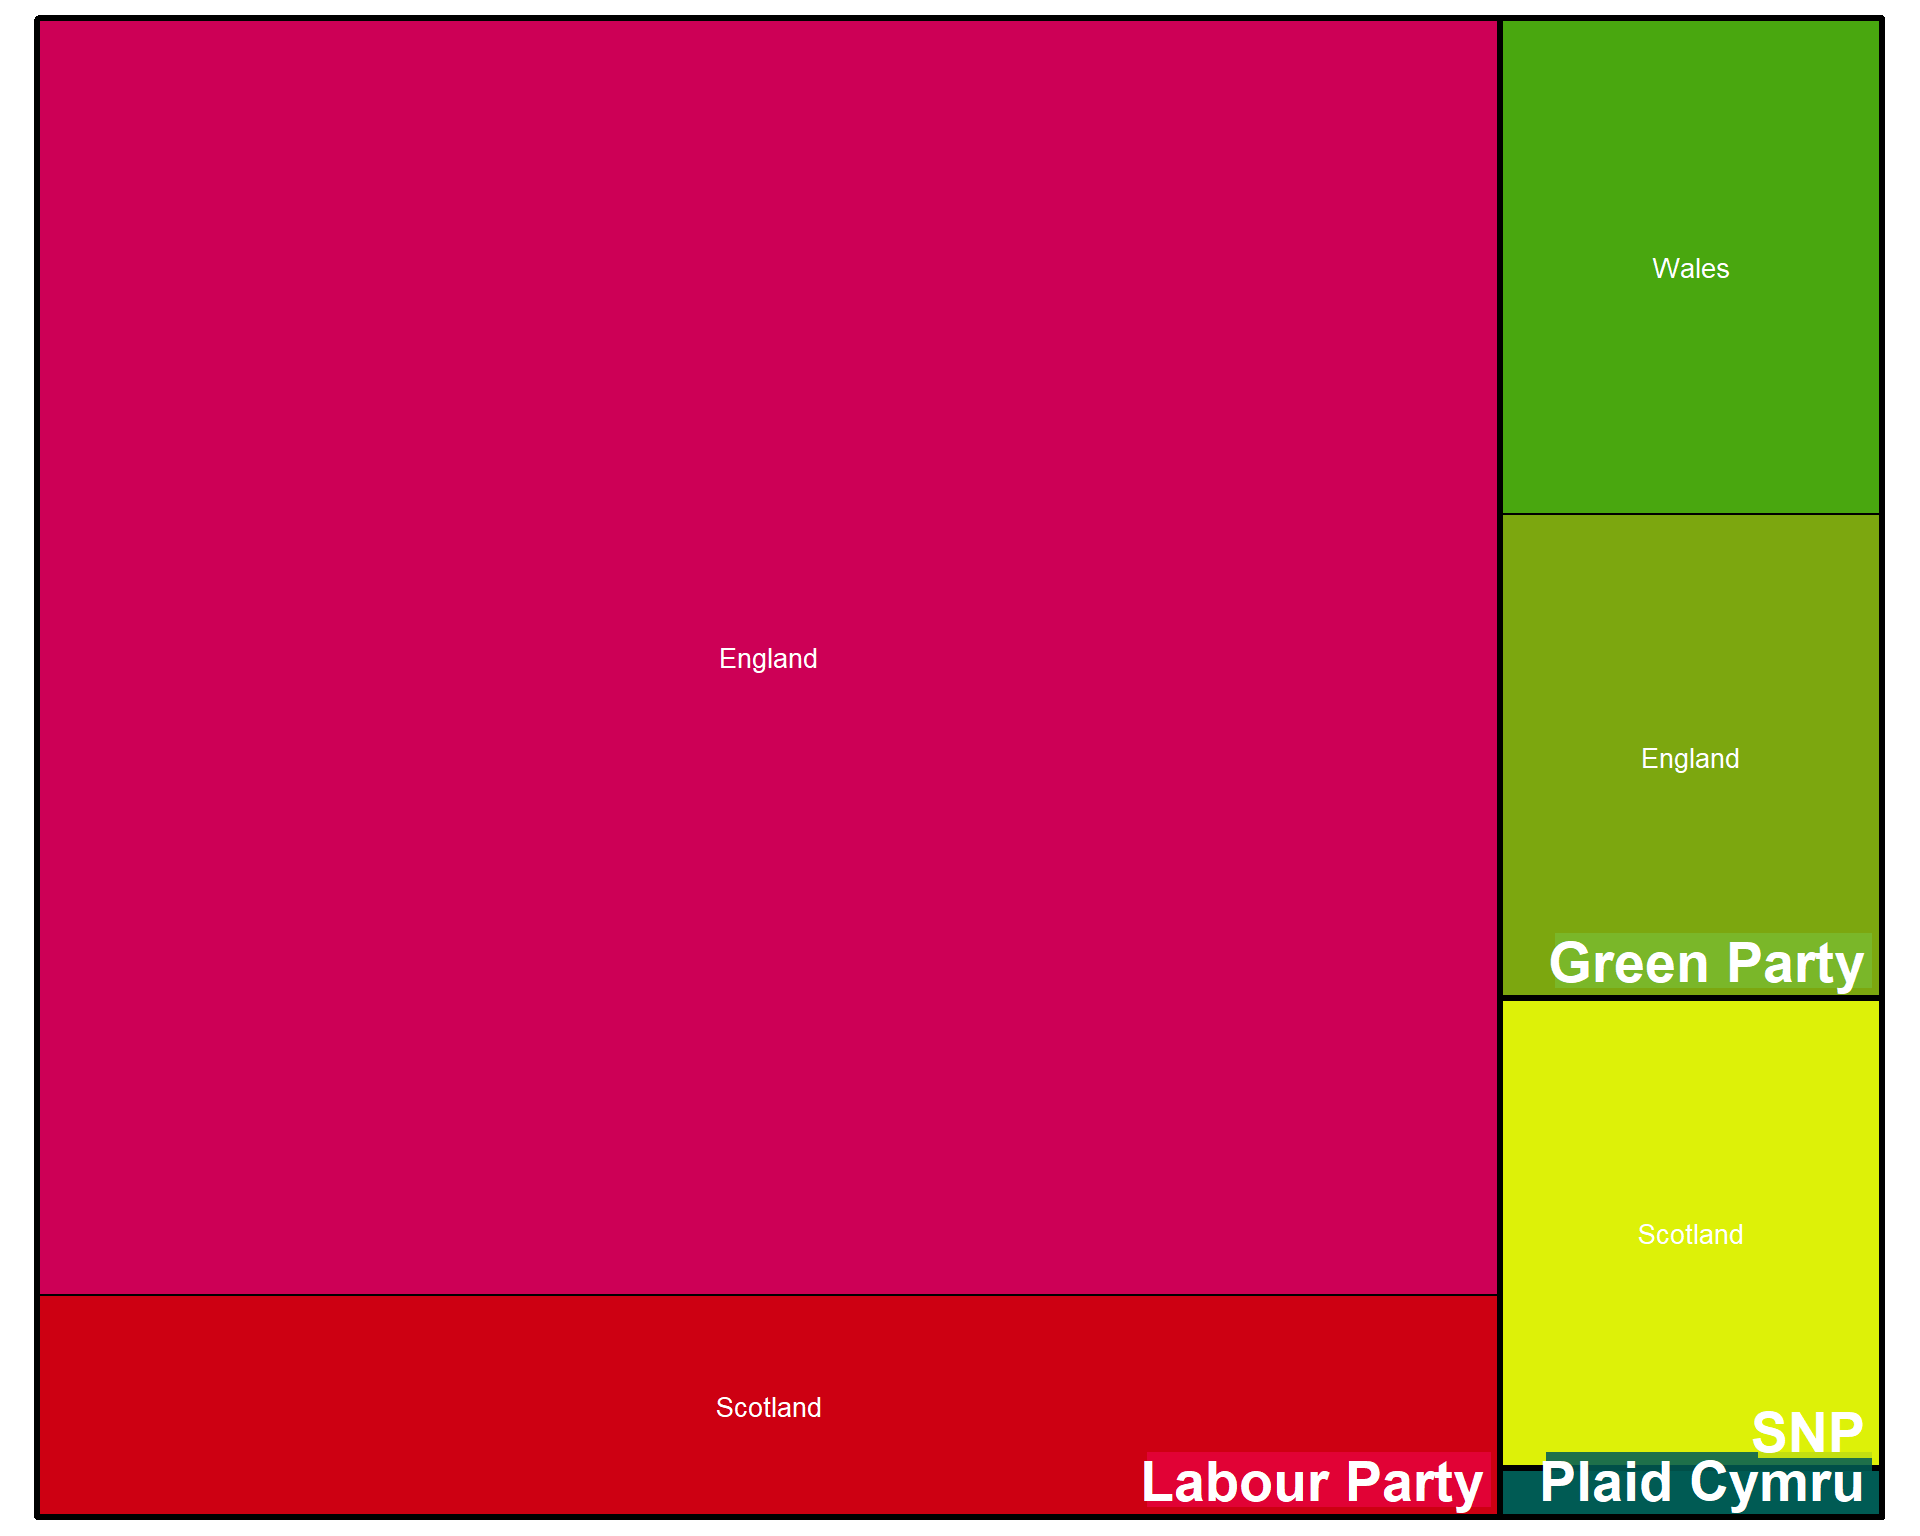 England
Scotland
Labour Party
Wales
England
Green Party
Scotland
SNP
Plaid Cymru